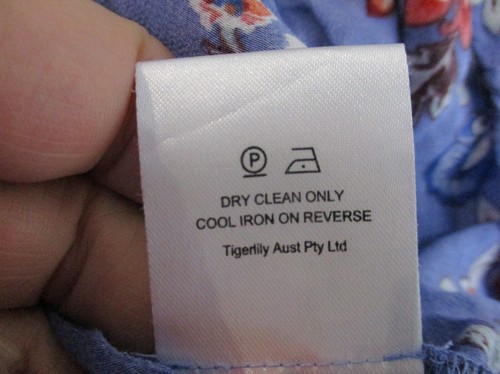 P
DRY CLEAN ONLY
COOL IRON ON REVERSE
Tigerlily Aust Pty Ltd